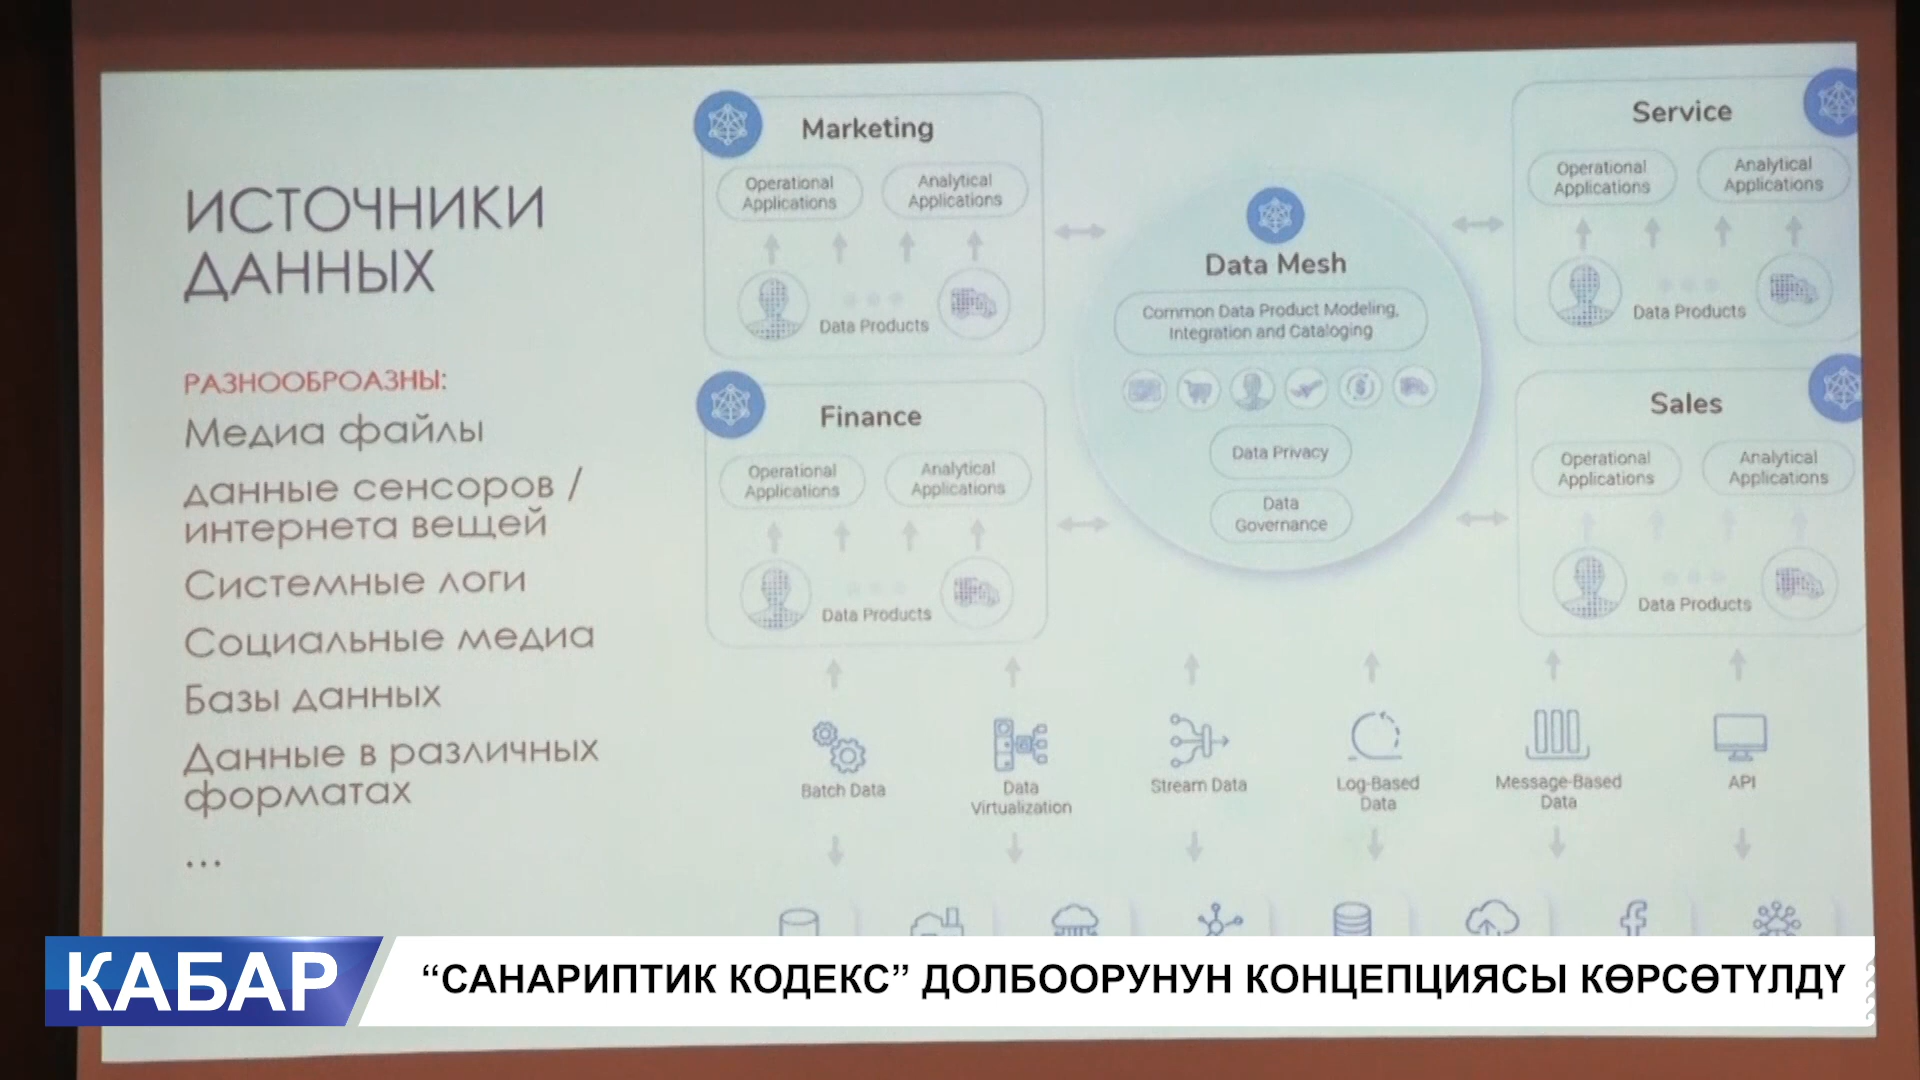 ИСТОЧНИКИ
ДАННЫХ
РАЗНООБРОАЗНЫ:
Медиа файлы
данные сенсоров /
интернета вещей
Системные логи
Социальные медиа
Базы данных
Данные в различных
форматах
...
Marketing
Operational
Applications
Analytical
Applications
Data Products
Finance
Operational
Applications
Analytical
Applications
Data Products
Data Mesh
Common Data Product Modeling,
Integration and Cataloging
Data Privacy
Data
Governance
Service
Operational
Applications
Analytical
Applications
Data Products
Sales
Operational
Applications
Analytical
Applications
Data Products
Batch Data
Data
Virtualization
Stream Data
Log-Based
Data
Message-Based
Data
API
КАБАР
“САНАРИПТИК КОДЕКС” ДОЛБООРУНУН КОНЦЕПЦИЯСЫ КӨРСӨТҮЛДҮ